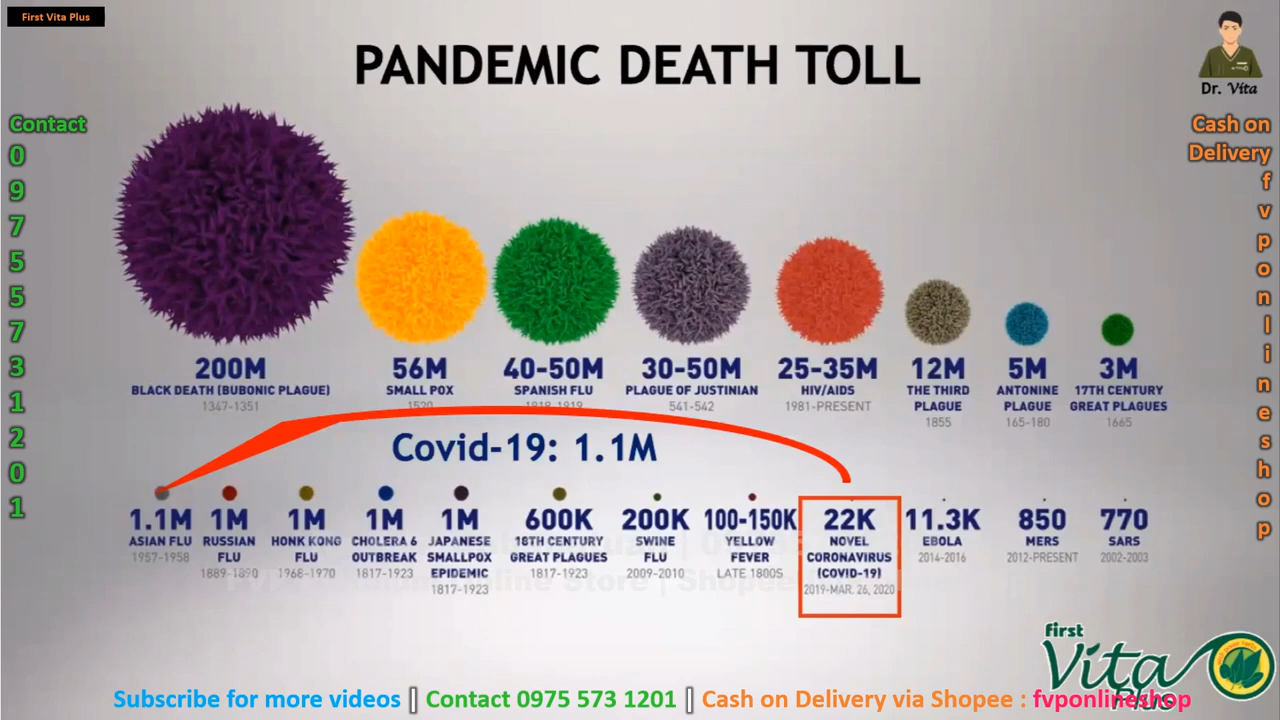 First Vita Plus
PANDEMIC DEATH TOLL
Dr. Vita
Contact
0
9
7
5
5
7
3
1
2
0
1
Cash on
Delivery
f
v
p
o
n
l
i
n
e
s
h
o
p
200M
BLACK DEATH (BUBONIC PLAGUE)
1347-1351
56M
SMALL POX
1520
40-50M
SPANISH FLU
1918-1919
30-50M
PLAGUE OF JUSTINIAN
541-542
25-35M
HIV/AIDS
1981-PRESENT
12M
THE THIRD
PLAGUE
1855
5M
ANTONINE
PLAGUE
165-180
3M
17TH CENTURY
GREAT PLAGUES
1665
Covid-19: 1.1M
1.1M
ASIAN FLU
1957-1958
1M
RUSSIAN
FLU
1889-1890
1M
HONK KONG
FLU
1968-1970
1M
CHOLERA 6
OUTBREAK
1817-1923
1M
JAPANESE
SMALLPOX
EPIDEMIC
1817-1923
600K
18TH CENTURY
GREAT PLAGUES
1817-1923
200K
SWINE
FLU
2009-2010
100-150K
YELLOW
FEVER
LATE 1800S
22K
NOVEL
CORONAVIRUS
(COVID-19)
2019-MAR. 26, 2020
11.3K
EBOLA
2014-2016
850
MERS
2012-PRESENT
770
SARS
2002-2003
first
Vita
Plus
Subscribe for more videos | Contact 0975 573 1201 | Cash on Delivery via Shopee : fvponlineshop